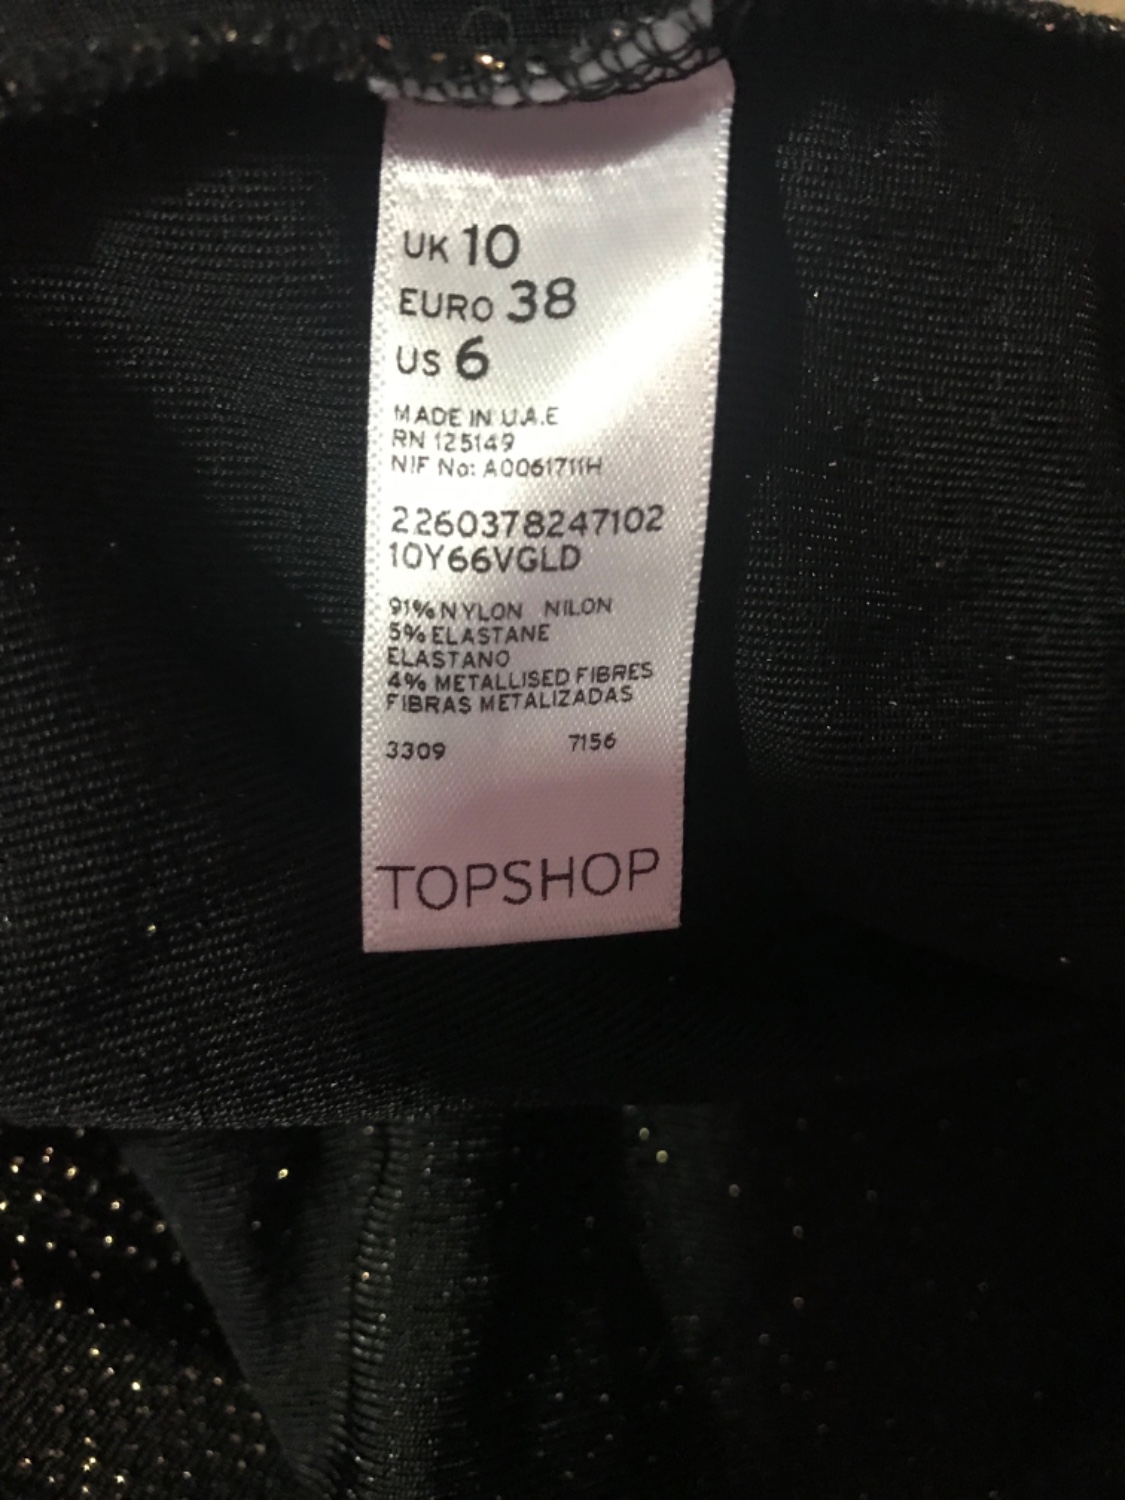 UK 10
EURO 38
US 6
MADE IN U.A.E
RN 125149
NIF No: A0061711H
2260378247102
10Y66VGLD
91% NYLON NILON
5% ELASTANE
ELASTANO
4% METALLISED FIBRES
FIBRAS METALIZADAS
3309 7156
TOPSHOP